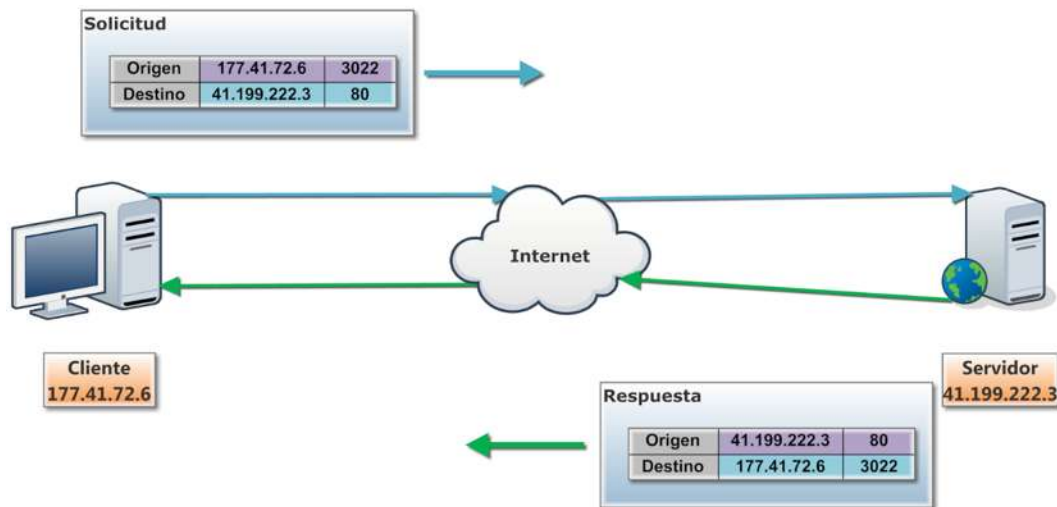 Solicitud
Origen 177.41.72.6 3022
Destino 41.199.222.3 80
Internet
Cliente
177.41.72.6
Servidor
41.199.222.3
Respuesta
Origen 41.199.222.3 80
Destino 177.41.72.6 3022